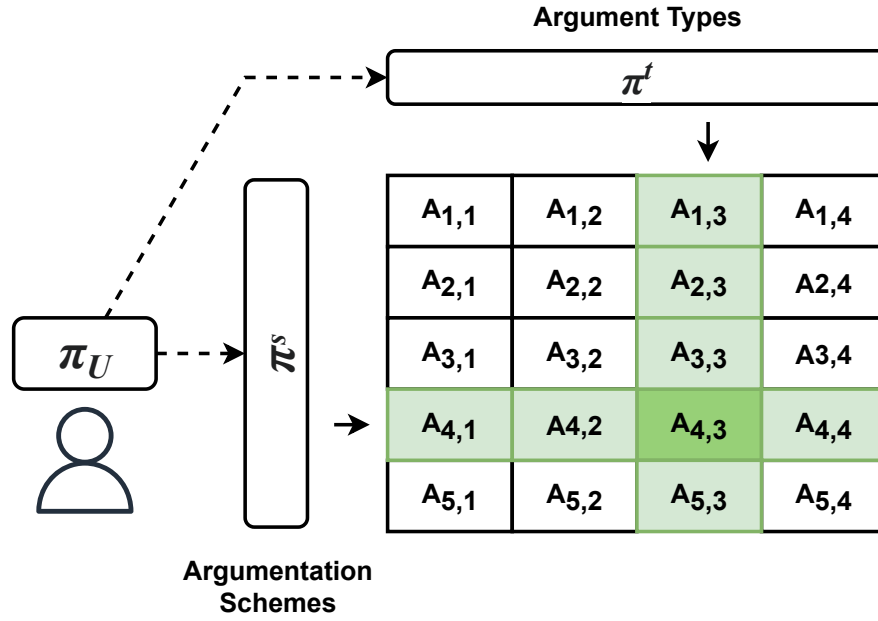 Argument Types
π^t
A1,1 A1,2 A1,3 A1,4
A2,1 A2,2 A2,3 A2,4
π_U
π^s
A3,1 A3,2 A3,3 A3,4
A4,1 A4,2 A4,3 A4,4
A5,1 A5,2 A5,3 A5,4
Argumentation
Schemes